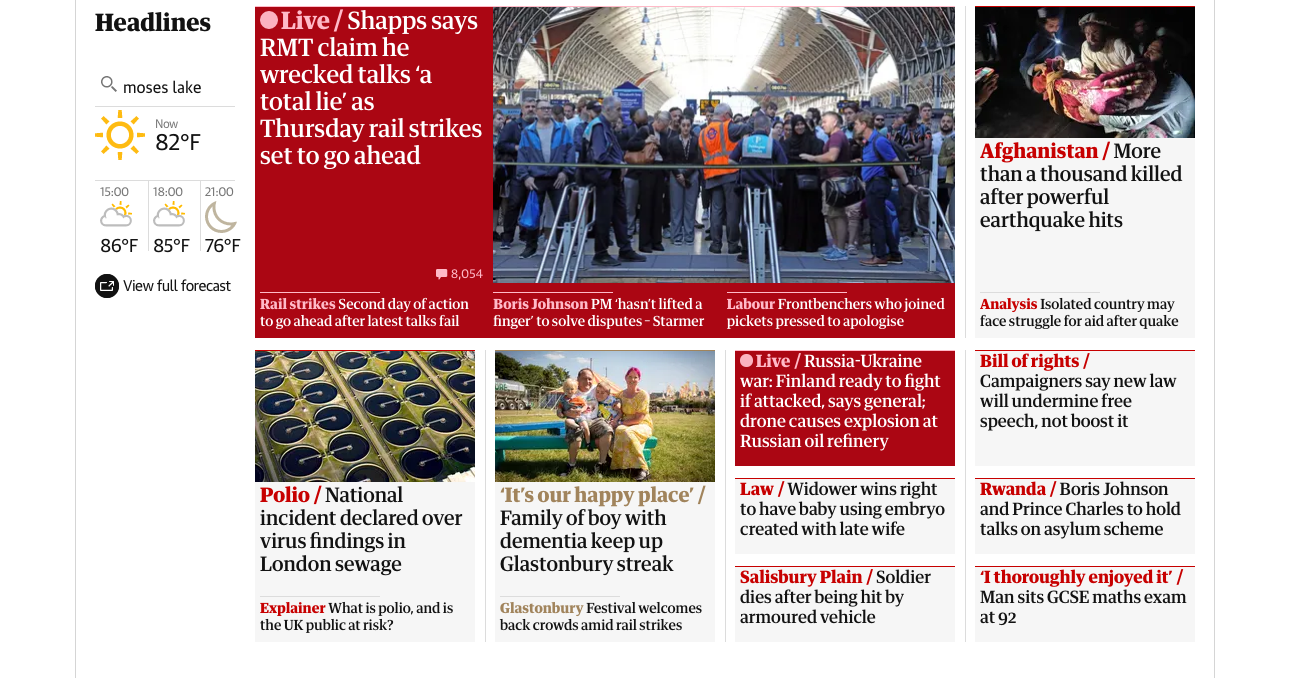 Headlines
moses lake
Now
82°F
15:00
18:00
21:00
86°F
85°F
76°F
View full forecast
Live / Shapps says
RMT claim he
wrecked talks ‘a
total lie’ as
Thursday rail strikes
set to go ahead
8,054
Rail strikes Second day of action
to go ahead after latest talks fail
Boris Johnson PM ‘hasn’t lifted a
finger’ to solve disputes – Starmer
Labour Frontbenchers who joined
pickets pressed to apologise
Afghanistan / More
than a thousand killed
after powerful
earthquake hits
Analysis Isolated country may
face struggle for aid after quake
Polio / National
incident declared over
virus findings in
London sewage
Explainer What is polio, and is
the UK public at risk?
‘It’s our happy place’ /
Family of boy with
dementia keep up
Glastonbury streak
Glastonbury Festival welcomes
back crowds amid rail strikes
Live / Russia-Ukraine
war: Finland ready to fight
if attacked, says general;
drone causes explosion at
Russian oil refinery
Law / Widower wins right
to have baby using embryo
created with late wife
Salisbury Plain / Soldier
dies after being hit by
armoured vehicle
Bill of rights /
Campaigners say new law
will undermine free
speech, not boost it
Rwanda / Boris Johnson
and Prince Charles to hold
talks on asylum scheme
‘I thoroughly enjoyed it’ /
Man sits GCSE maths exam
at 92